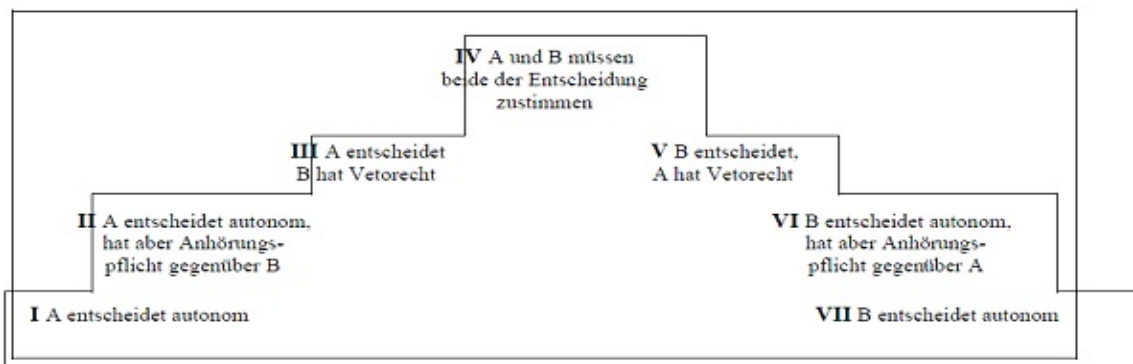 IV A und B müssen
beide der Entscheidung
zustimmen
III A entscheidet
B hat Vetorecht
V B entscheidet,
A hat Vetorecht
II A entscheidet autonom,
hat aber Anhörungs-
pflicht gegenüber B
VI B entscheidet autonom,
hat aber Anhörungs-
pflicht gegenüber A
I A entscheidet autonom
VII B entscheidet autonom